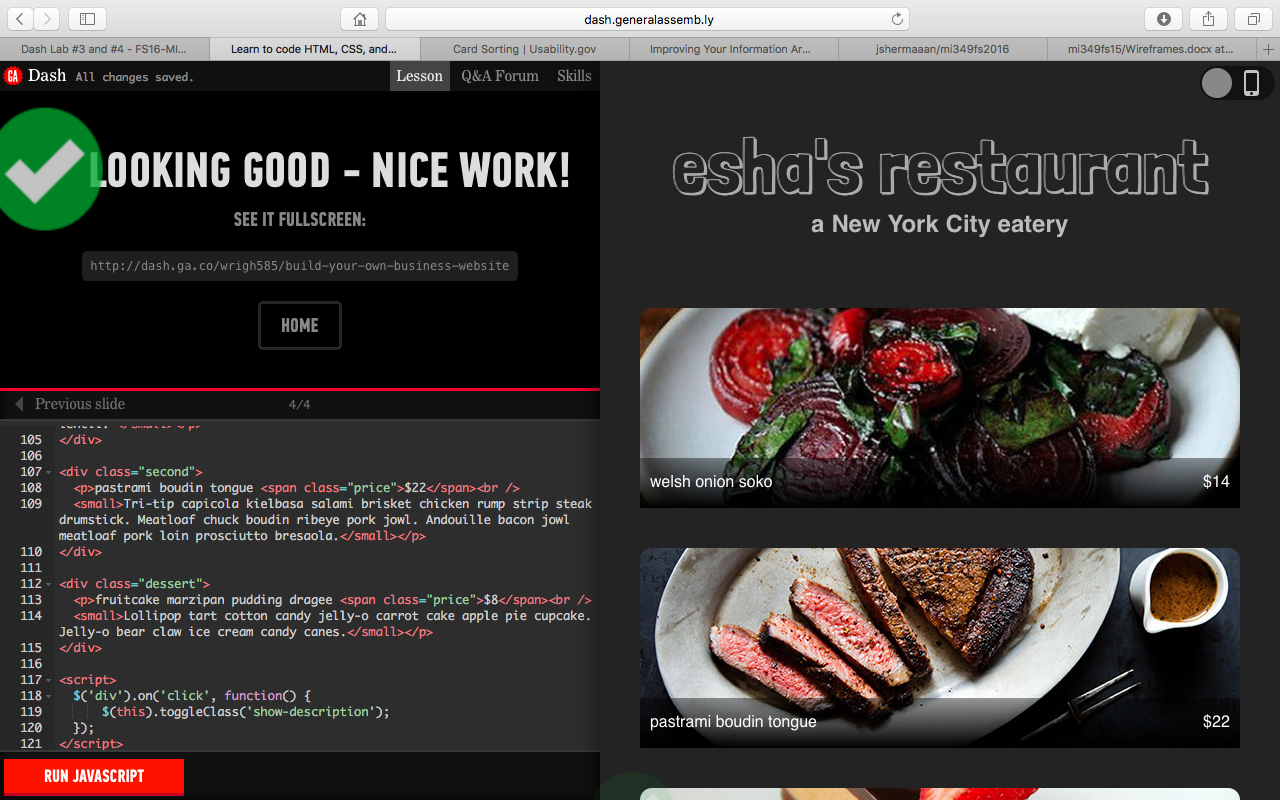 dash.generalassemb.ly
Dash Lab #3 and #4 - FS16-MI...
Learn to code HTML, CSS, and...
Card Sorting | Usability.gov
Improving Your Information Ar...
jshermaaan/mi349fs2016
mi349fs15/Wireframes.docx at...
GA
Dash
All changes saved.
Lesson
Q&A Forum
Skills
LOOKING GOOD – NICE WORK!
SEE IT FULLSCREEN:
http://dash.ga.co/wrigh585/build-your-own-business-website
HOME
Previous slide
4/4
105 </div>
106
107 <div class="second">
108 <p>pastrami boudin tongue <span class="price">$22</span><br />
109 <small>Tri-tip capicola kielbasa salami brisket chicken rump strip steak
drumstick. Meatloaf chuck boudin ribeye pork jowl. Andouille bacon jowl
meatloaf pork loin prosciutto bresaola.</small></p>
110 </div>
111
112 <div class="dessert">
113 <p>fruitcake marzipan pudding dragee <span class="price">$8</span><br />
114 <small>Lollipop tart cotton candy jelly-o carrot cake apple pie cupcake.
Jelly-o bear claw ice cream candy canes.</small></p>
115 </div>
116
117 <script>
118 $('div').on('click', function() {
119 $(this).toggleClass('show-description');
120 });
121 </script>
RUN JAVASCRIPT
esha's restaurant
a New York City eatery
welsh onion soko $14
pastrami boudin tongue $22